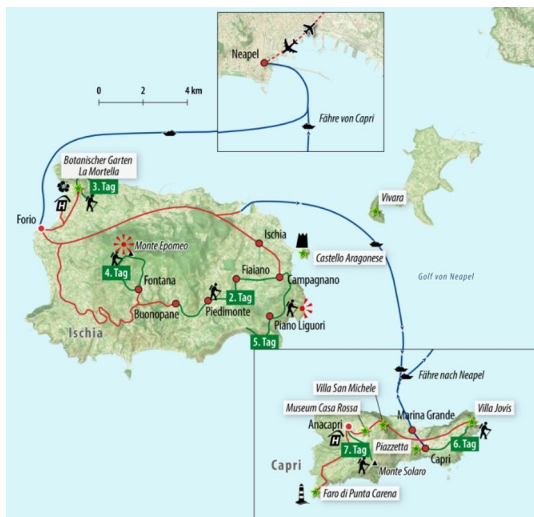 Neapel
0 2 4 km
Fähre von Capri
Botanischer Garten
La Mortella
3. Tag
Vivara
Forio
Ischia
Monte Epomeo
Castello Aragonese
4. Tag
Fiaiano
Golf von Neapel
Fontana
Campagnano
2. Tag
Buonopane
Piedimonte
Piano Liguori
Ischia
5. Tag
Fähre nach Neapel
Villa San Michele
Museum Casa Rossa
Marina Grande
Villa Jovis
Anacapri
Piazzetta
6. Tag
7. Tag
Capri
Capri
Monte Solaro
Faro di Punta Carena